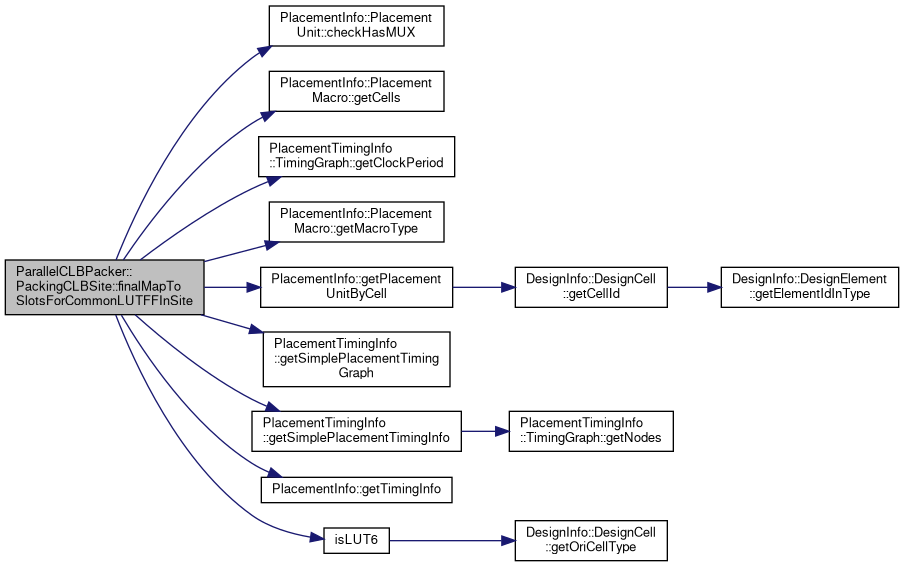 PlacementInfo::Placement
Unit::checkHasMUX
PlacementInfo::Placement
Macro::getCells
PlacementTimingInfo
::TimingGraph::getClockPeriod
PlacementInfo::Placement
Macro::getMacroType
ParallelCLBPacker::
PackingCLBSite::finalMapTo
SlotsForCommonLUTFFInSite
PlacementInfo::getPlacement
UnitByCell
DesignInfo::DesignCell
::getCellId
DesignInfo::DesignElement
::getElementIdInType
PlacementTimingInfo
::getSimplePlacementTiming
Graph
PlacementTimingInfo
::getSimplePlacementTimingInfo
PlacementTimingInfo
::TimingGraph::getNodes
PlacementInfo::getTimingInfo
isLUT6
DesignInfo::DesignCell
::getOriCellType